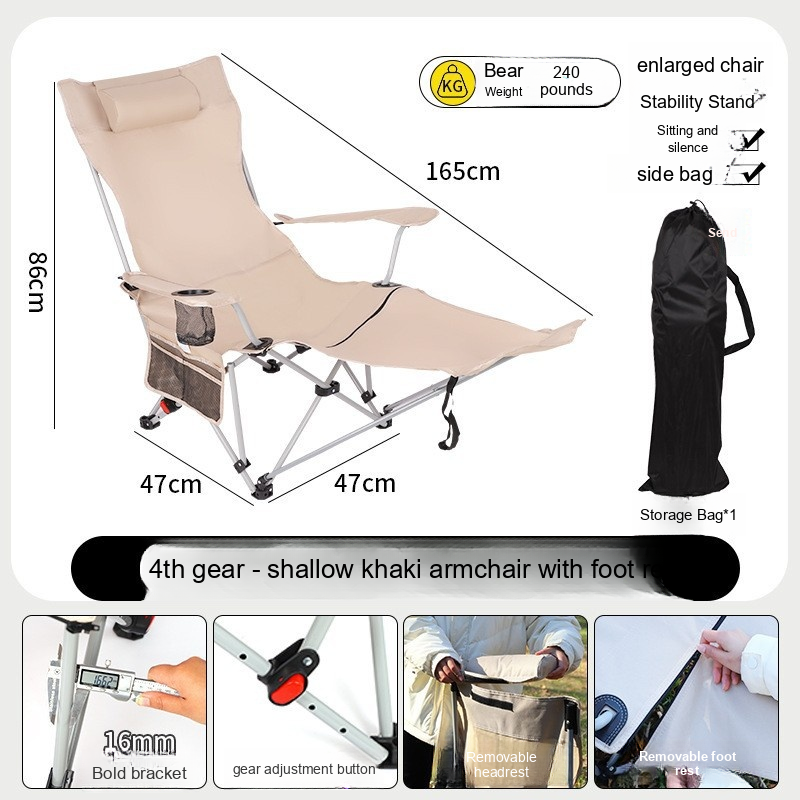 Bear
Weight
240
pounds
KG
enlarged chair
Stability Stand
Sitting and
silence
side bag
165cm
86cm
47cm
47cm
Storage Bag*1
4th gear - shallow khaki armchair with foot
16mm
Bold bracket
gear adjustment button
Removable
headrest
Removable foot
rest